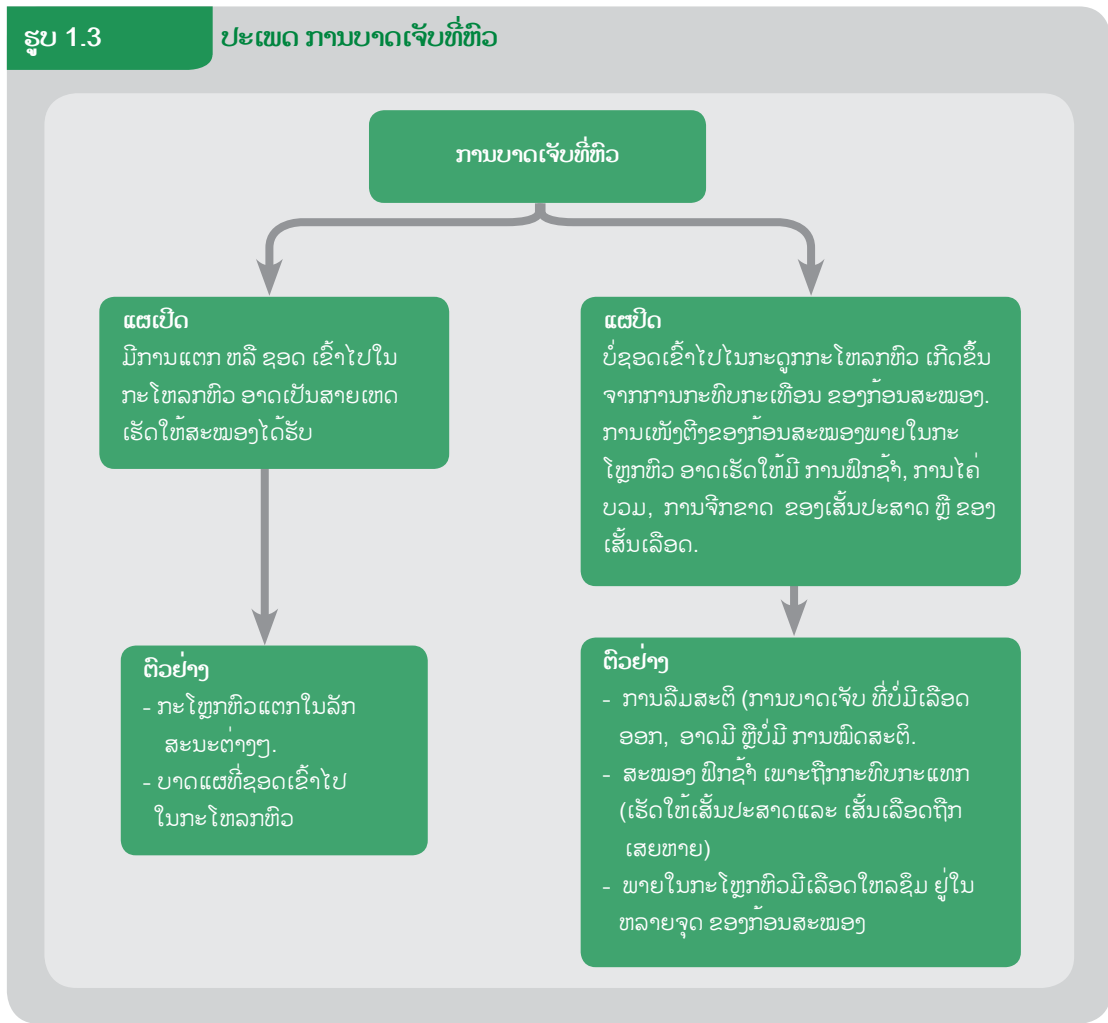 ຮູບ 1.3
ປະເພດ ການບາດເຈັບທີ່ຫົວ
ການບາດເຈັບທີ່ຫົວ
ແຜເປີດ
ມີການແຕກ ຫລື ຊອດ ເຂົ້າໄປໃນ
ກະໂຫລກຫົວ ອາດເປັນສາຍເຫດ
ເຮັດໃຫ້ສະໝອງໄດ້ຮັບ
ແຜປິດ
ບໍ່ຊອດເຂົ້າໄປໃນກະດູກກະໂຫລກຫົວ ເກີດຂຶ້ນ
ຈາກການກະທົບກະເທືອນ ຂອງກ້ອນສະໝອງ.
ການເໜັງຕີງຂອງກ້ອນສະໝອງພາຍໃນກະ
ໂຫຼກຫົວ ອາດເຮັດໃຫ້ມີ ການຟົກຊ້ຳ, ການໄຄ່
ບວມ, ການຈີກຂາດ ຂອງເສັ້ນປະສາດ ຫຼື ຂອງ
ເສັ້ນເລືອດ.
ຕົວຢ່າງ
- ກະໂຫຼກຫົວແຕກໃນລັກ
ສະນະຕ່າງໆ.
- ບາດແຜທີ່ຊອດເຂົ້າໄປ
ໃນກະໂຫລກຫົວ
ຕົວຢ່າງ
- ການລືມສະຕິ (ການບາດເຈັບ ທີ່ບໍ່ມີເລືອດ
ອອກ, ອາດມີ ຫຼືບໍ່ມີ ການໝົດສະຕິ.
- ສະໝອງ ຟົກຊ້ຳ ເພາະຖືກກະທົບກະແທກ
(ເຮັດໃຫ້ເສັ້ນປະສາດແລະ ເສັ້ນເລືອດຖືກ
ເສຍຫາຍ)
- ພາຍໃນກະໂຫຼກຫົວມີເລືອດໃຫລຊຶມ ຢູ່ໃນ
ຫລາຍຈຸດ ຂອງກ້ອນສະໝອງ